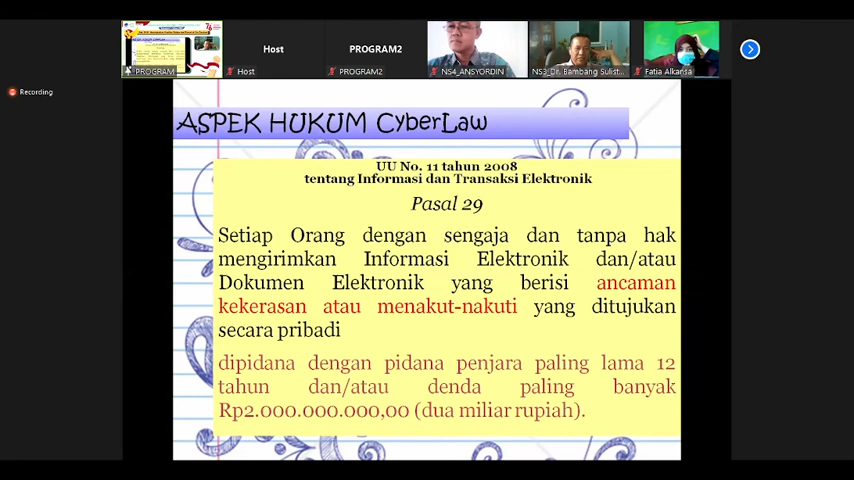 Host
PROGRAM2
PROGRAM
Host
PROGRAM2
NS4_ANSYORDIN
NS3_Dr. Bambang Sulist...
Fatia Alkansa
Recording
ASPEK HUKUM CyberLaw
UU No. 11 tahun 2008
tentang Informasi dan Transaksi Elektronik
Pasal 29
Setiap Orang dengan sengaja dan tanpa hak
mengirimkan Informasi Elektronik dan/atau
Dokumen Elektronik yang berisi ancaman
kekerasan atau menakut-nakuti yang ditujukan
secara pribadi
dipidana dengan pidana penjara paling lama 12
tahun dan/atau denda paling banyak
Rp2.000.000.000,00 (dua miliar rupiah).